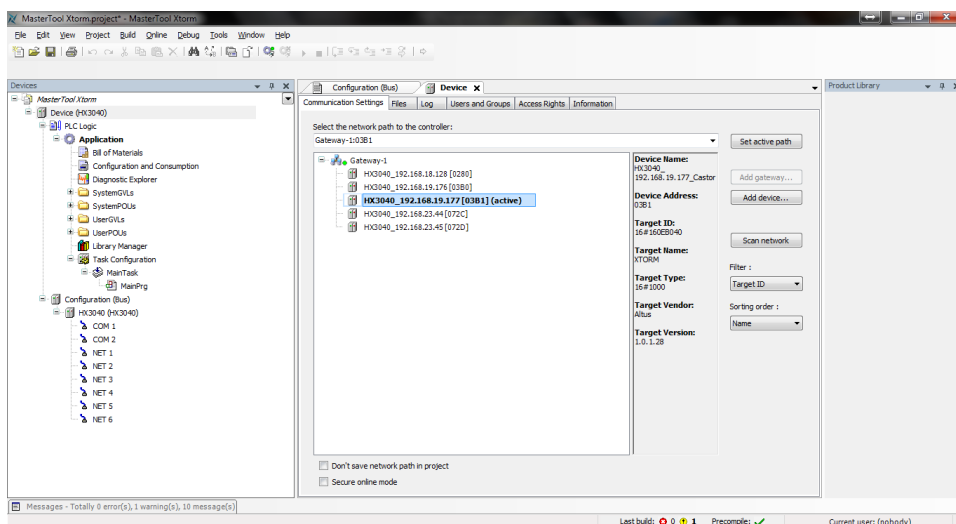 MasterTool Xtorm.project* - MasterTool Xtorm
File Edit View Project Build Online Debug Tools Window Help
Devices
MasterTool Xtorm
Device (HX3040)
PLC Logic
Application
Bill of Materials
Configuration and Consumption
Diagnostic Explorer
SystemGVLs
SystemPOUs
UserGVLs
UserPOUs
Library Manager
Task Configuration
MainTask
MainPrg
Configuration (Bus)
HX3040 (HX3040)
COM 1
COM 2
NET 1
NET 2
NET 3
NET 4
NET 5
NET 6
Configuration (Bus) Device
Communication Settings Files Log Users and Groups Access Rights Information
Select the network path to the controller:
Gateway-1:03B1
Gateway-1
HX3040_192.168.18.128 [0280]
HX3040_192.168.19.176 [03B0]
HX3040_192.168.19.177 [03B1] (active)
HX3040_192.168.23.44 [072C]
HX3040_192.168.23.45 [072D]
Device Name:
HX3040_
192.168.19.177_Castor
Device Address:
03B1
Target ID:
16#160EB040
Target Name:
XTORM
Target Type:
16#1000
Target Vendor:
Altus
Target Version:
1.0.1.28
Set active path
Add gateway...
Add device...
Scan network
Filter :
Target ID
Sorting order :
Name
Don't save network path in project
Secure online mode
Product Library
Messages - Totally 0 error(s), 1 warning(s), 10 message(s)
Last build: 0 1 Precompile: Current user: (nobody)